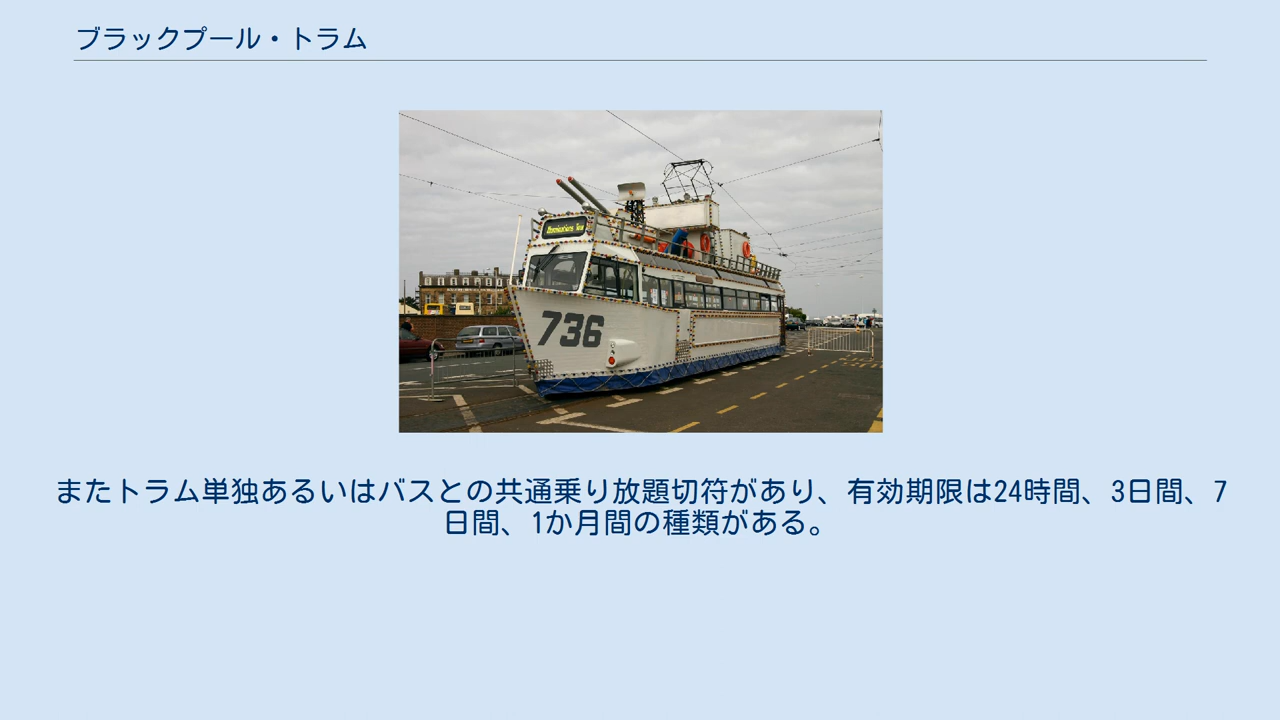 ブラックプール・トラム
Illuminations Tour
736
またトラム単独あるいはバスとの共通乗り放題切符があり、有効期限は24時間、3日間、7
日間、1か月間の種類がある。